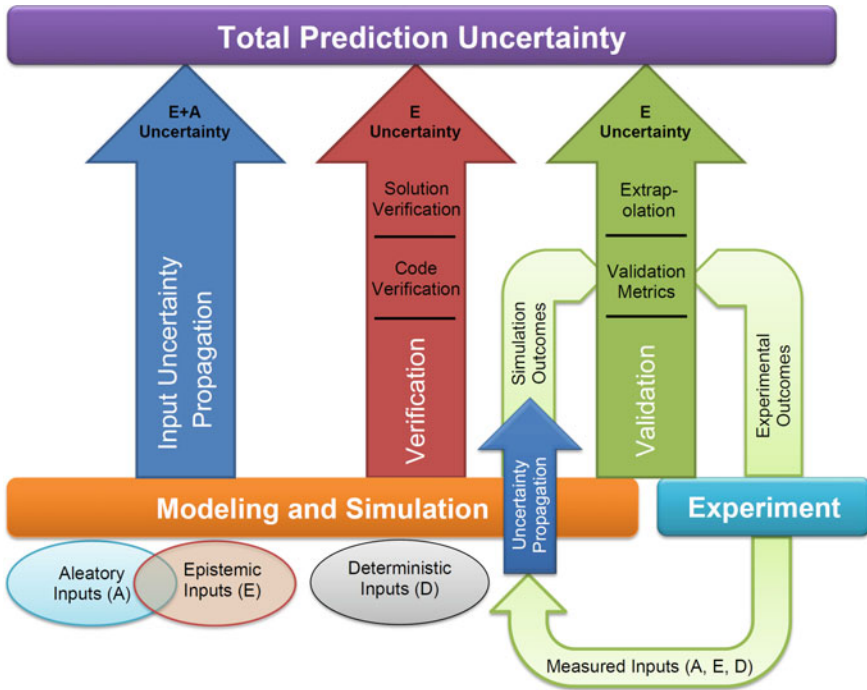 Total Prediction Uncertainty
E+A
Uncertainty
E
Uncertainty
E
Uncertainty
Solution
Verification
Code
Verification
Extrap-
olation
Validation
Metrics
Input Uncertainty
Propagation
Verification
Simulation
Outcomes
Validation
Experimental
Outcomes
Modeling and Simulation
Uncertainty
Propagation
Experiment
Aleatory
Inputs (A)
Epistemic
Inputs (E)
Deterministic
Inputs (D)
Measured Inputs (A, E, D)